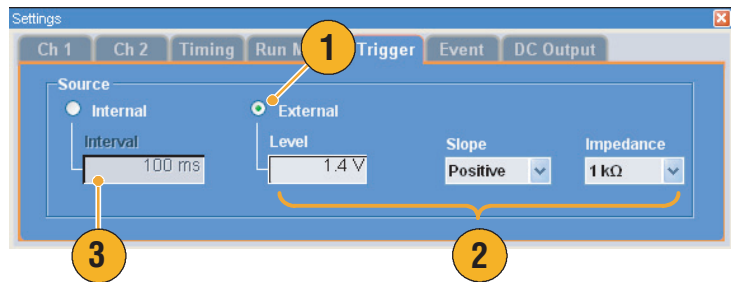 Settings
Ch 1 Ch 2 Timing Run M Trigger Event DC Output
1
Source
Internal External
Interval Level Slope Impedance
100 ms 1.4 V Positive 1 kΩ
3 2